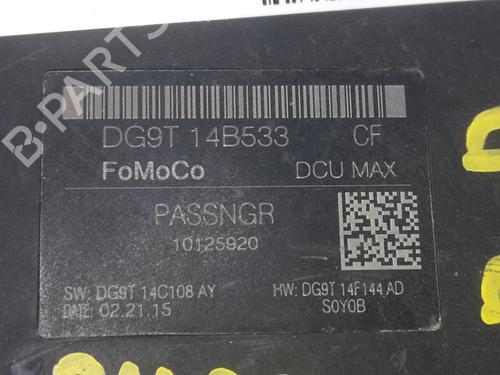 B-PARTS
DG9T 14B533 CF
FoMoCo DCU MAX
PASSNGR
10125920
SW: DG9T 14C108 AY HW: DG9T 14F144 AD
DATE: 02.21.15 S0Y0B